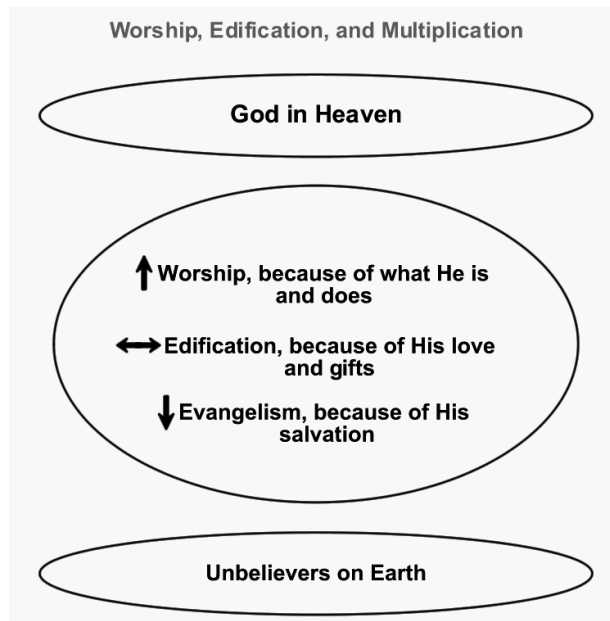 Worship, Edification, and Multiplication
God in Heaven
Worship, because of what He is
and does
Edification, because of His love
and gifts
Evangelism, because of His
salvation
Unbelievers on Earth